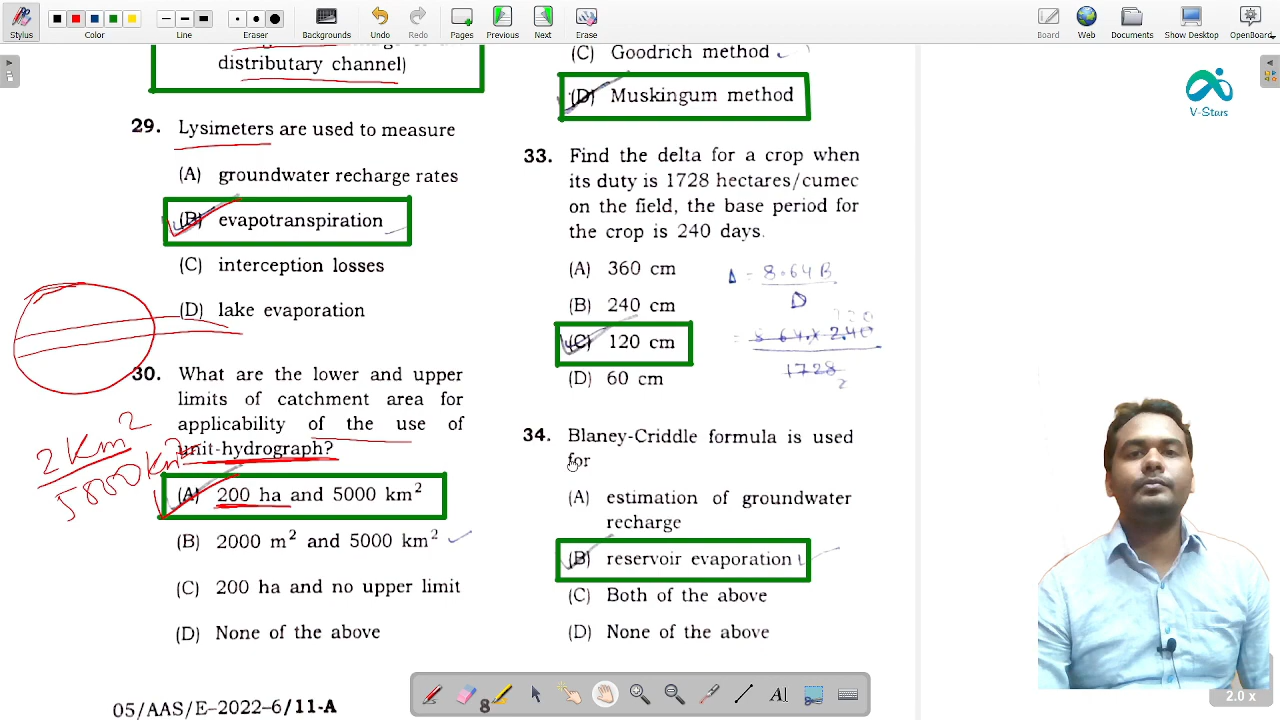 Stylus
Color
Line
Eraser
Backgrounds
Undo
Redo
Pages
Previous
Next
Erase
Board
Web
Documents
Show Desktop
OpenBoard
distributary channel)
29. Lysimeters are used to measure
(A) groundwater recharge rates
(B) evapotranspiration
(C) interception losses
(D) lake evaporation
30. What are the lower and upper
limits of catchment area for
applicability of the use of
unit-hydrograph?
2 Km²
5800 Km²
(A) 200 ha and 5000 km²
(B) 2000 m² and 5000 km²
(C) 200 ha and no upper limit
(D) None of the above
05/AAS/E-2022-6/11-A
(C) Goodrich method
(D) Muskingum method
33. Find the delta for a crop when
its duty is 1728 hectares/cumec
on the field, the base period for
the crop is 240 days.
(A) 360 cm
(B) 240 cm
(C) 120 cm
(D) 60 cm
Δ = 8.64 B
D
120
= 8.64 × 240
1728
2
34. Blaney-Criddle formula is used
for
(A) estimation of groundwater
recharge
(B) reservoir evaporation
(C) Both of the above
(D) None of the above
V-Stars
8
AI
2.0 x